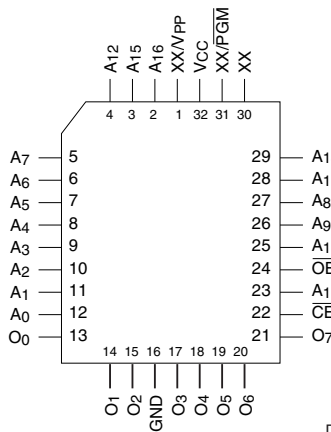 A12 A15 A16 XX/VPP VCC XX/PGM XX
4 3 2 1 32 31 30
A7 5 29 A1
A6 6 28 A1
A5 7 27 A8
A4 8 26 A9
A3 9 25 A1
A2 10 24 OE
A1 11 23 A1
A0 12 22 CE
O0 13 21 O7
14 15 16 17 18 19 20
O1 O2 GND O3 O4 O5 O6